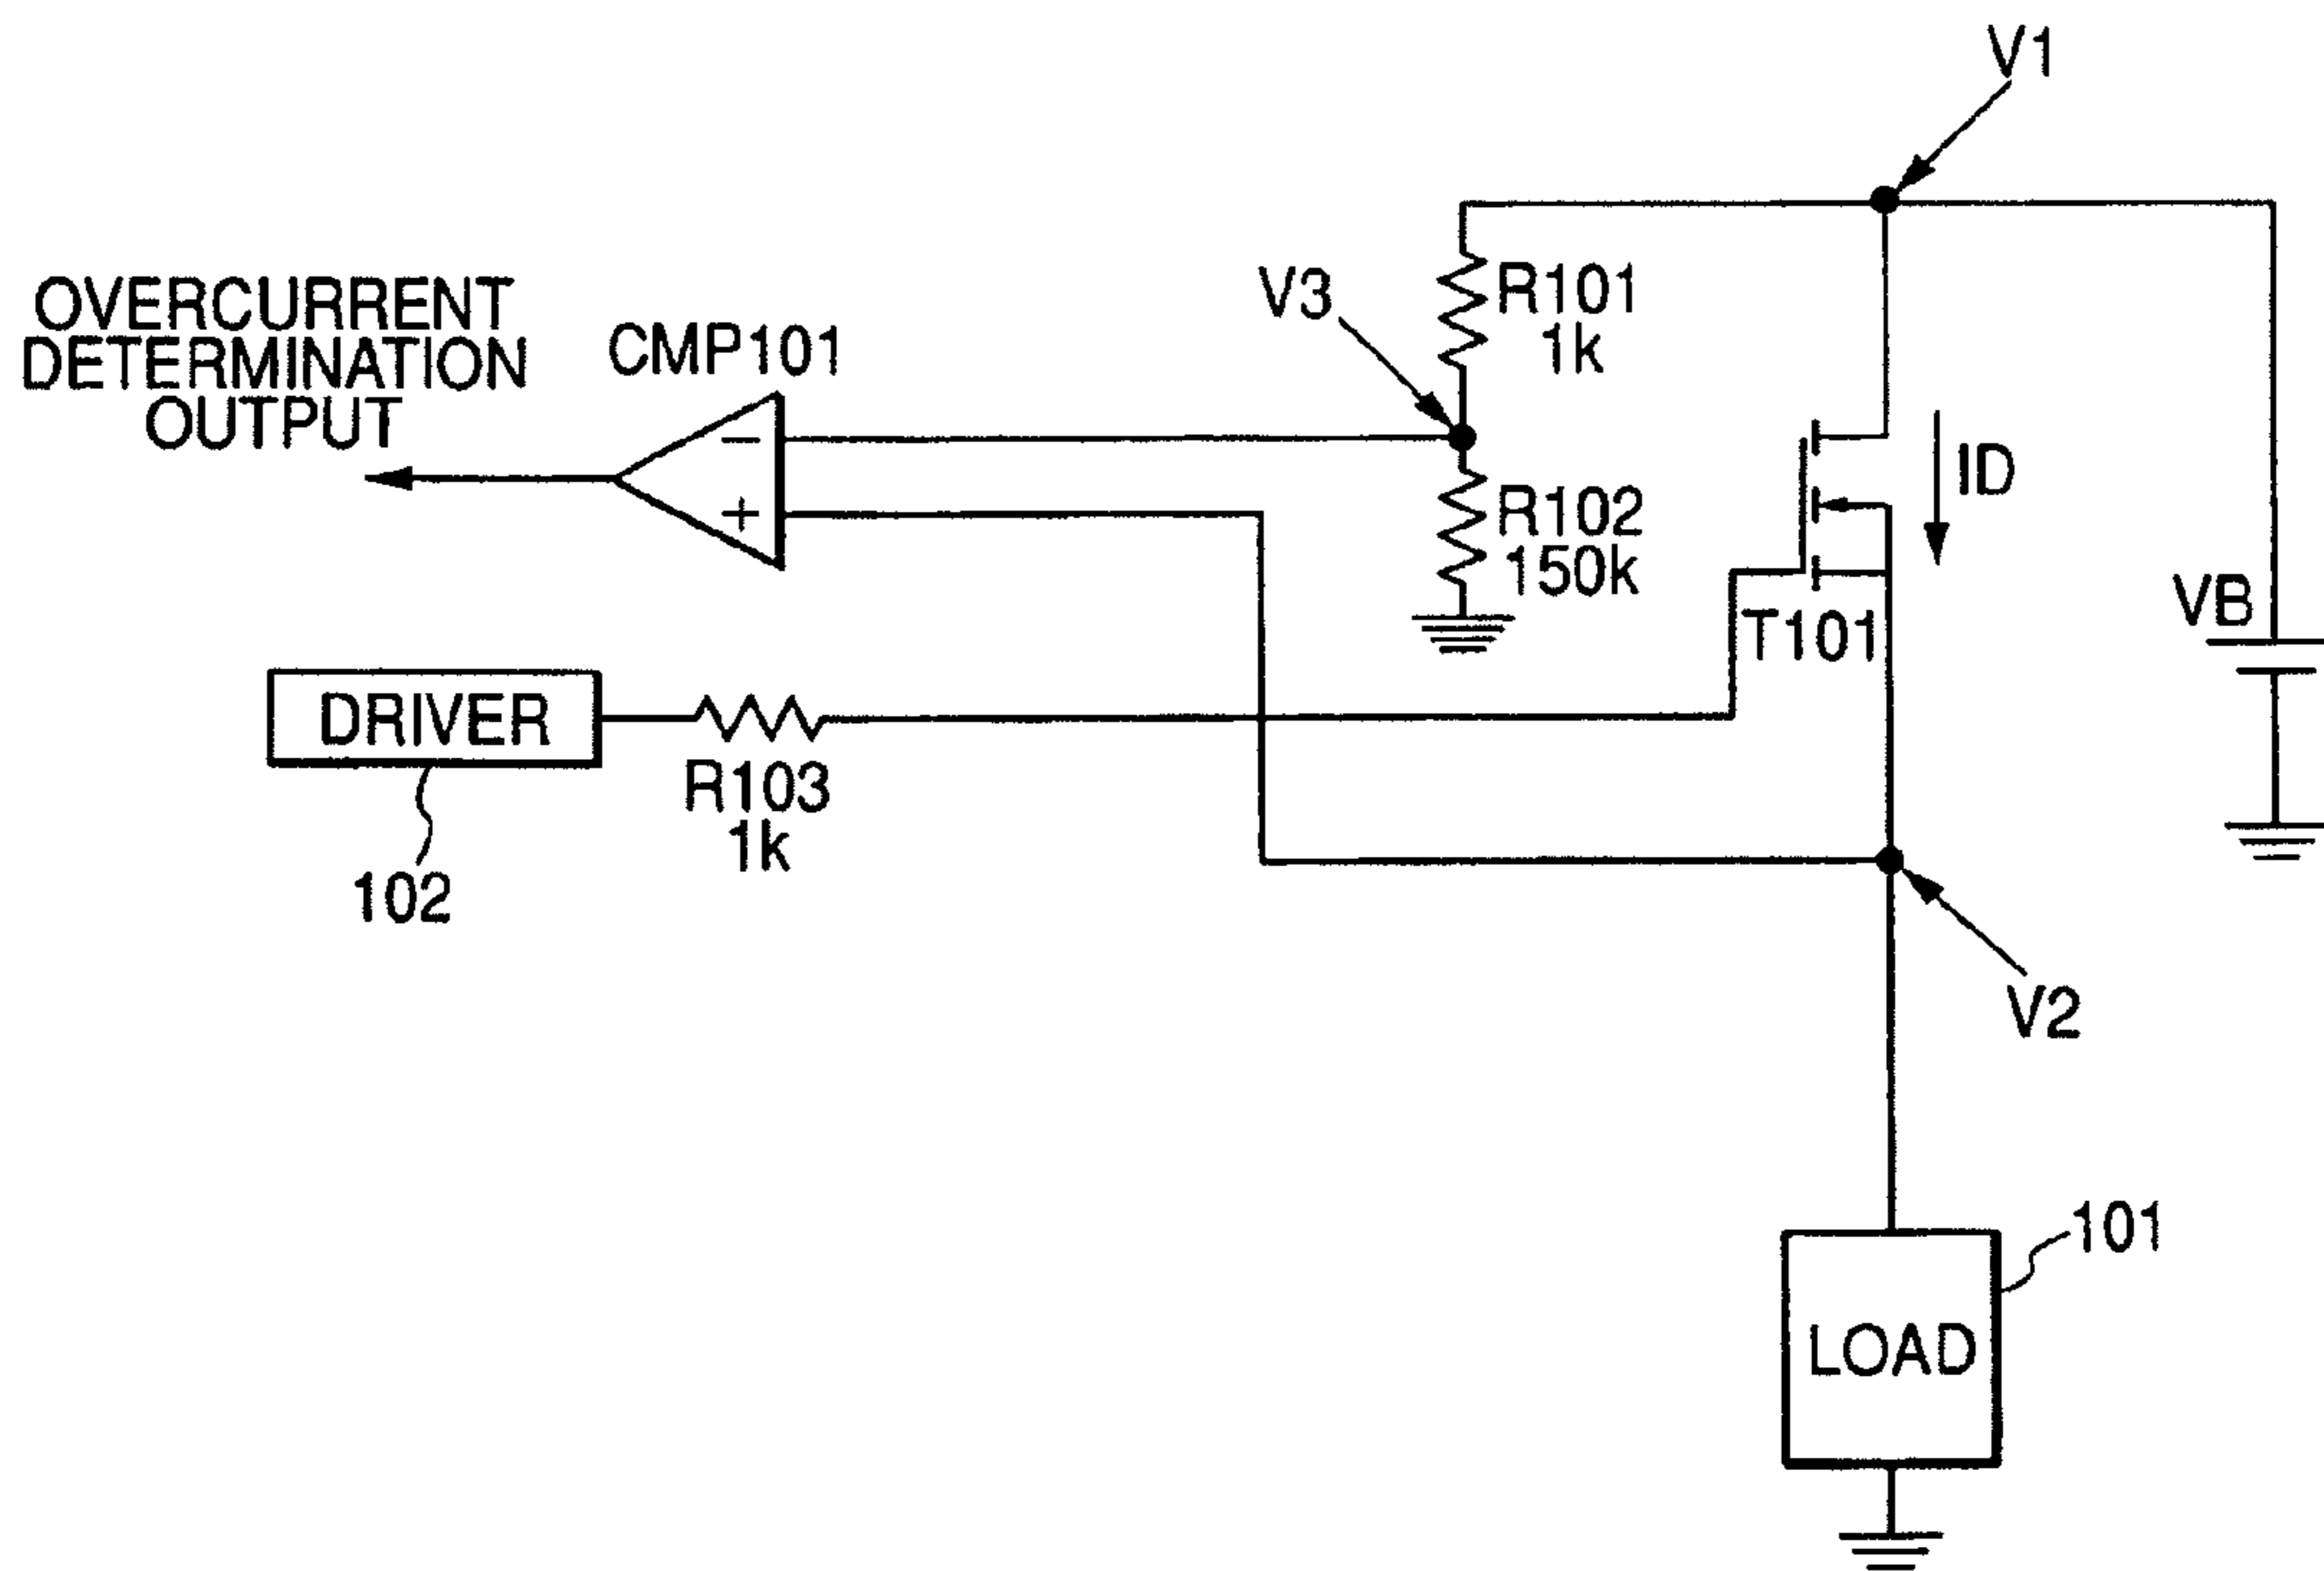 V1
V3
R101
1k
OVERCURRENT
DETERMINATION
OUTPUT
CMP101
−
+
ID
R102
150k
T101
VB
DRIVER
R103
1k
102
V2
101
LOAD